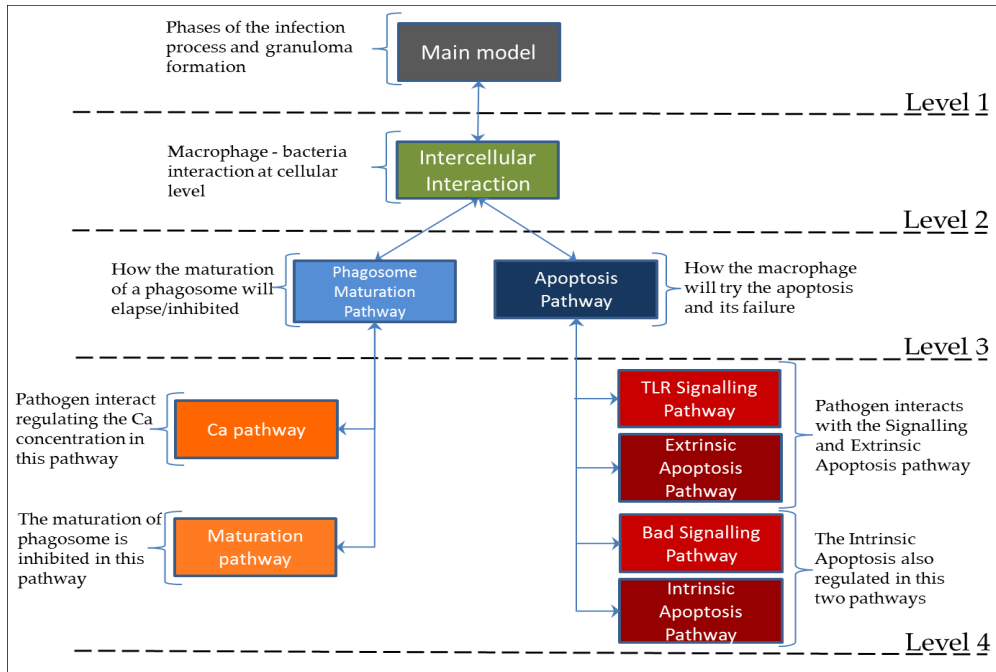 Phases of the infection
process and granuloma
formation
Main model
Level 1
Macrophage - bacteria
interaction at cellular
level
Intercellular
Interaction
Level 2
How the maturation
of a phagosome will
elapse/inhibited
Phagosome
Maturation
Pathway
Apoptosis
Pathway
How the macrophage
will try the apoptosis
and its failure
Level 3
Pathogen interact
regulating the Ca
concentration in
this pathway
Ca pathway
The maturation of
phagosome is
inhibited in this
pathway
Maturation
pathway
TLR Signalling
Pathway
Extrinsic
Apoptosis
Pathway
Pathogen interacts
with the Signalling
and Extrinsic
Apoptosis pathway
Bad Signalling
Pathway
Intrinsic
Apoptosis
Pathway
The Intrinsic
Apoptosis also
regulated in this
two pathways
Level 4